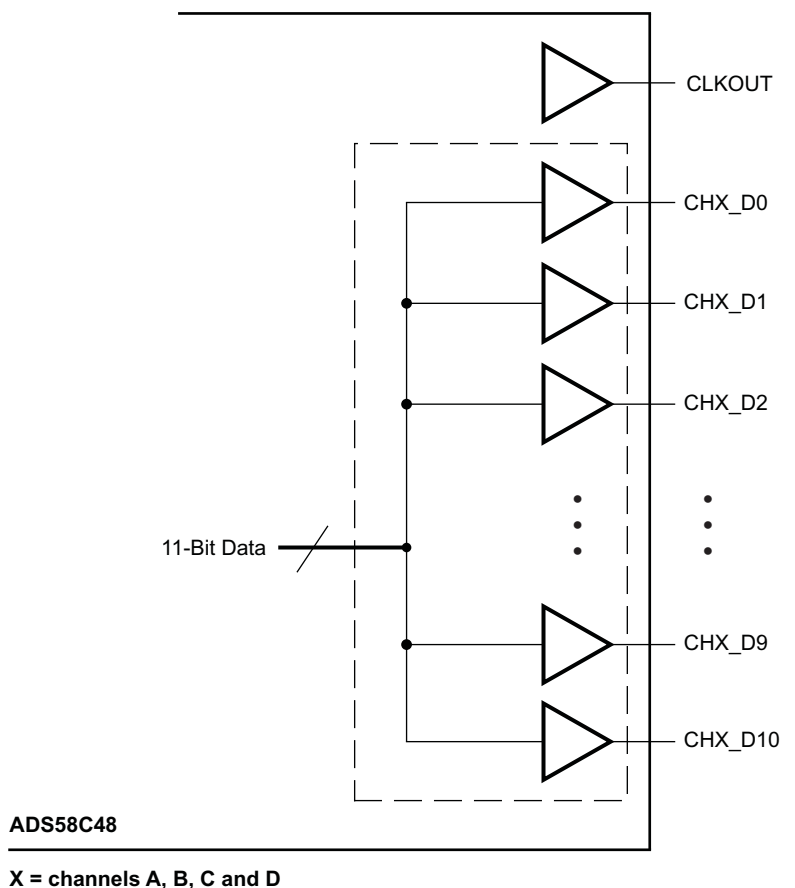 CLKOUT
CHX_D0
CHX_D1
CHX_D2
11-Bit Data
CHX_D9
CHX_D10
ADS58C48
X = channels A, B, C and D